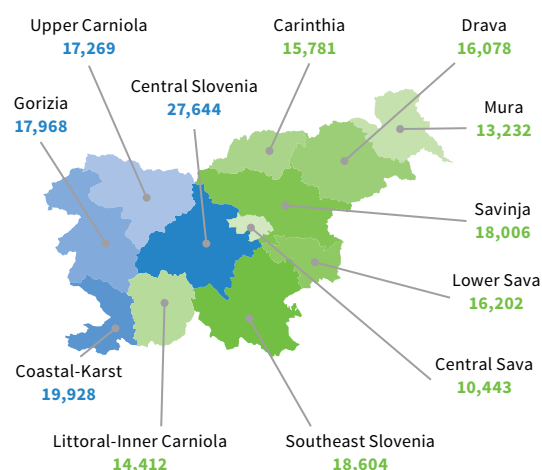 Upper Carniola
17,269
Carinthia
15,781
Drava
16,078
Central Slovenia
27,644
Gorizia
17,968
Mura
13,232
Savinja
18,006
Lower Sava
16,202
Central Sava
10,443
Coastal-Karst
19,928
Littoral-Inner Carniola
14,412
Southeast Slovenia
18,604